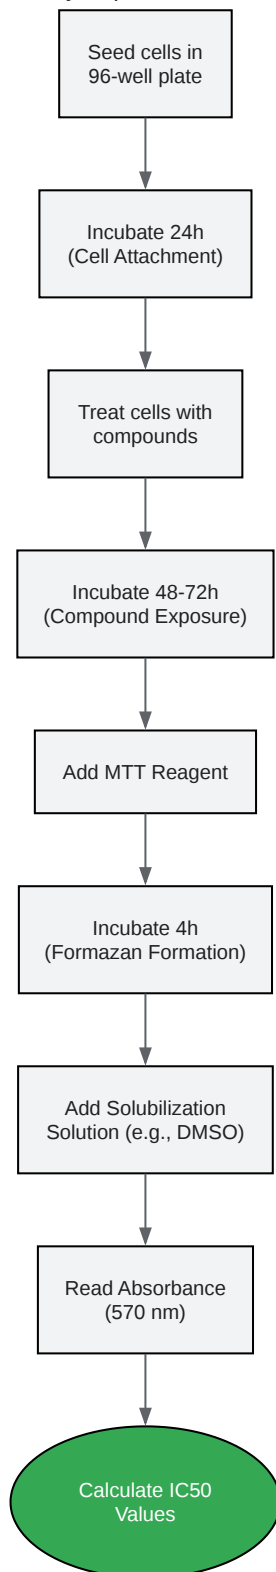 Seed cells in
96-well plate
Incubate 24h
(Cell Attachment)
Treat cells with
compounds
Incubate 48-72h
(Compound Exposure)
Add MTT Reagent
Incubate 4h
(Formazan Formation)
Add Solubilization
Solution (e.g., DMSO)
Read Absorbance
(570 nm)
Calculate IC50
Values